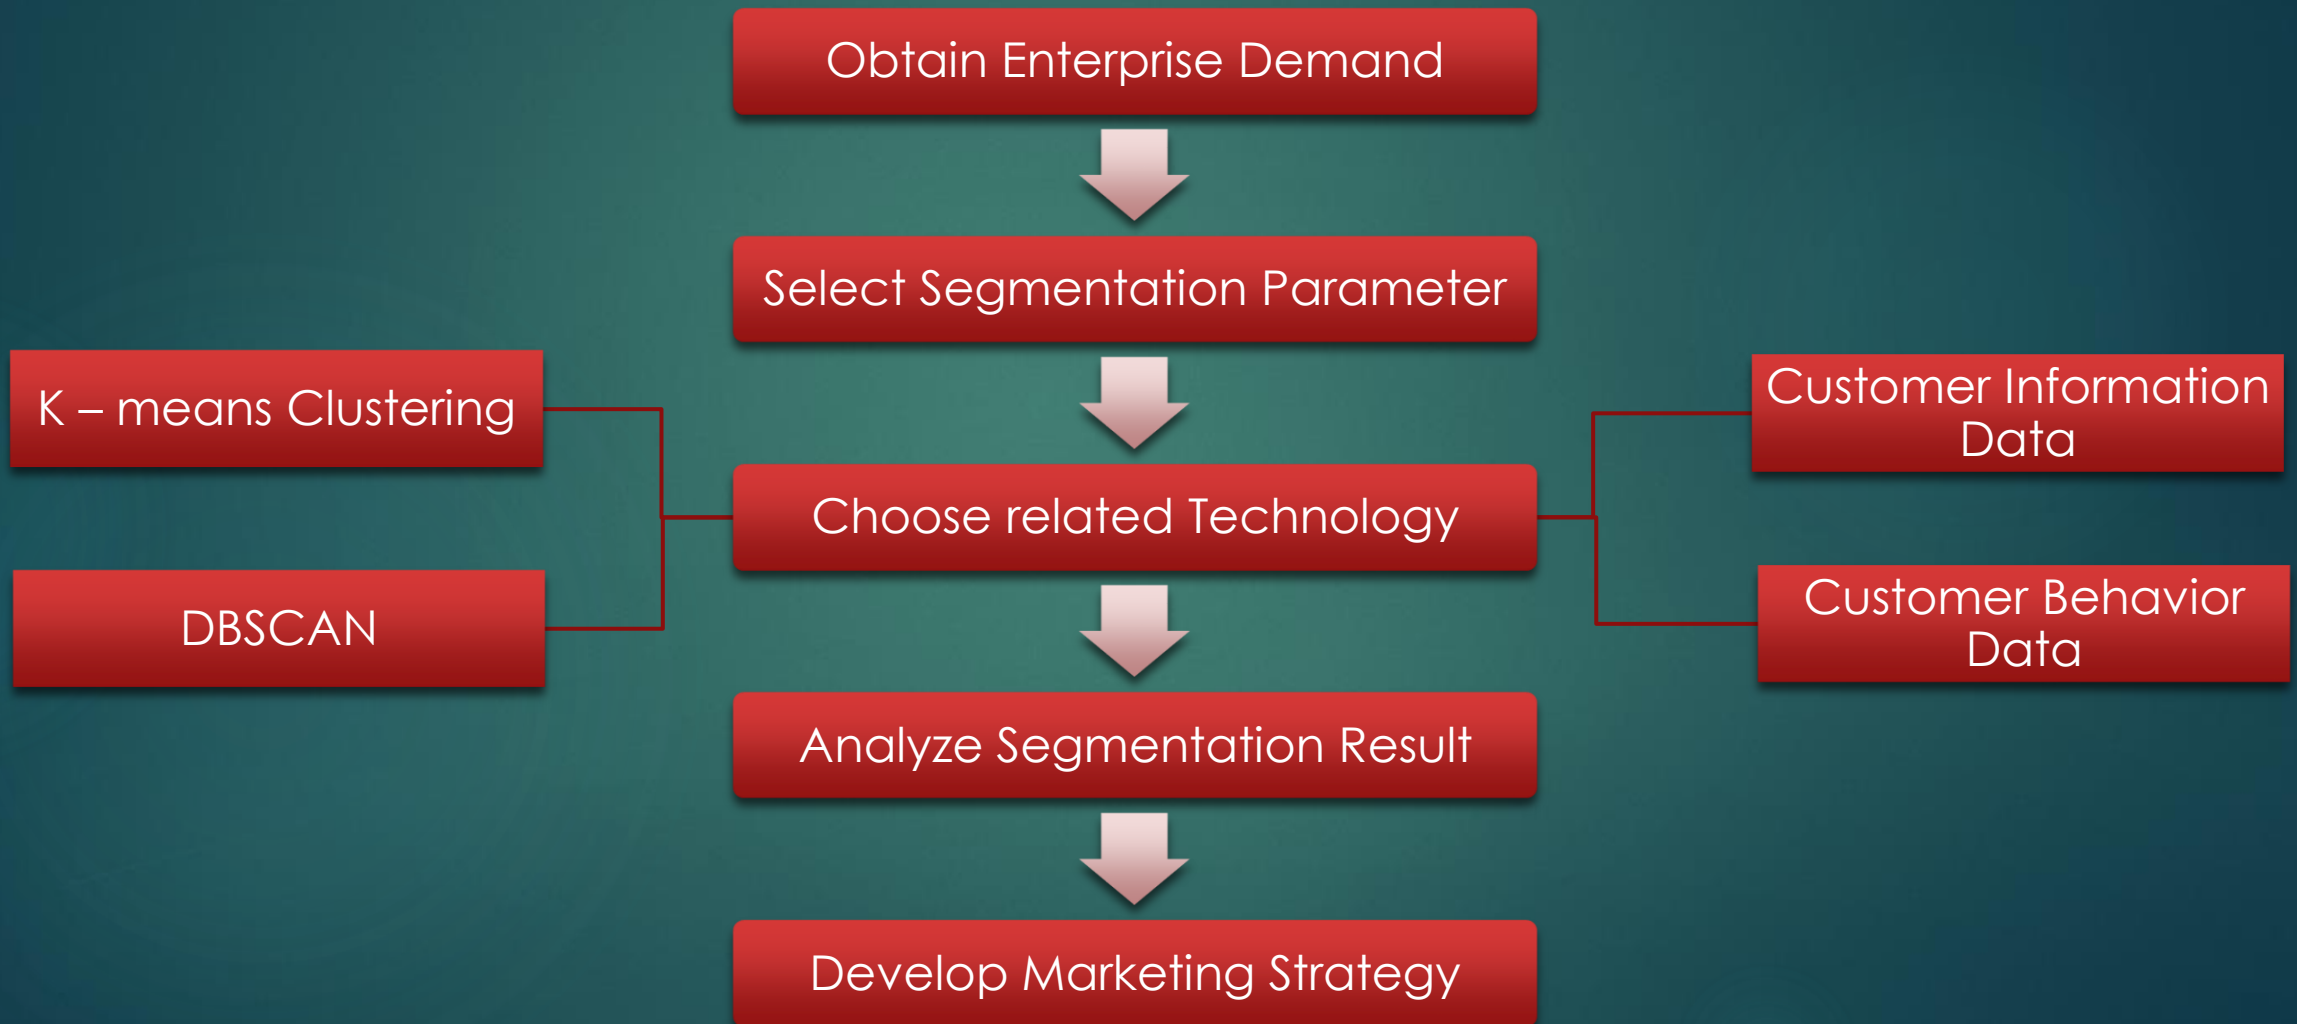 Obtain Enterprise Demand
Select Segmentation Parameter
K – means Clustering
Customer Information
Data
Choose related Technology
DBSCAN
Customer Behavior
Data
Analyze Segmentation Result
Develop Marketing Strategy